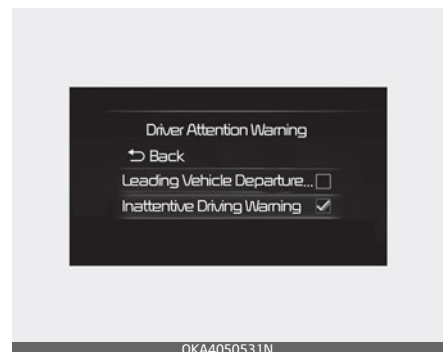 Driver Attention Warning
Back
Leading Vehicle Departure...
Inattentive Driving Warning
OKA4050531N